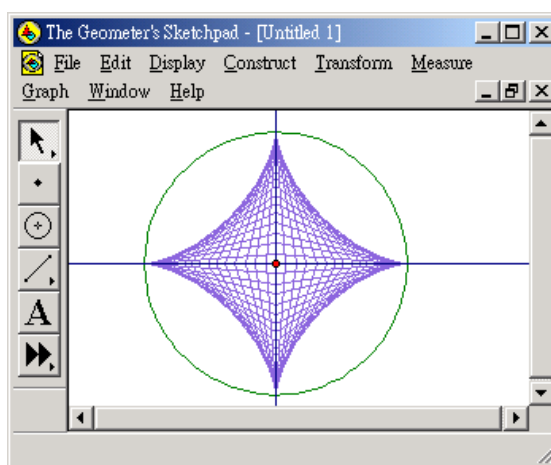 The Geometer's Sketchpad - [Untitled 1]
File Edit Display Construct Transform Measure
Graph Window Help
A